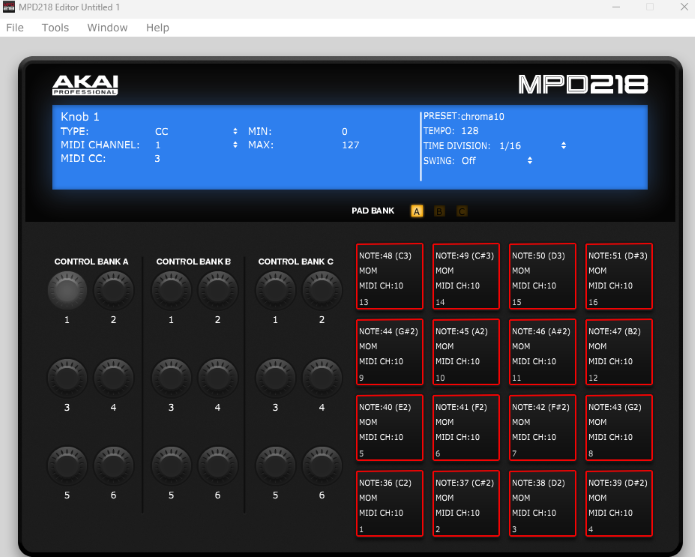 MPD218 Editor Untitled 1
File Tools Window Help
AKAI
PROFESSIONAL
MPD218
Knob 1
TYPE: CC MIN: 0
MIDI CHANNEL: 1 MAX: 127
MIDI CC: 3
PRESET:chroma10
TEMPO: 128
TIME DIVISION: 1/16
SWING: Off
PAD BANK A B C
CONTROL BANK A CONTROL BANK B CONTROL BANK C
1 2 1 2 1 2
3 4 3 4 3 4
5 6 5 6 5 6
NOTE:48 (C3) NOTE:49 (C#3) NOTE:50 (D3) NOTE:51 (D#3)
MOM MOM MOM MOM
MIDI CH:10 MIDI CH:10 MIDI CH:10 MIDI CH:10
13 14 15 16
NOTE:44 (G#2) NOTE:45 (A2) NOTE:46 (A#2) NOTE:47 (B2)
MOM MOM MOM MOM
MIDI CH:10 MIDI CH:10 MIDI CH:10 MIDI CH:10
9 10 11 12
NOTE:40 (E2) NOTE:41 (F2) NOTE:42 (F#2) NOTE:43 (G2)
MOM MOM MOM MOM
MIDI CH:10 MIDI CH:10 MIDI CH:10 MIDI CH:10
5 6 7 8
NOTE:36 (C2) NOTE:37 (C#2) NOTE:38 (D2) NOTE:39 (D#2)
MOM MOM MOM MOM
MIDI CH:10 MIDI CH:10 MIDI CH:10 MIDI CH:10
1 2 3 4